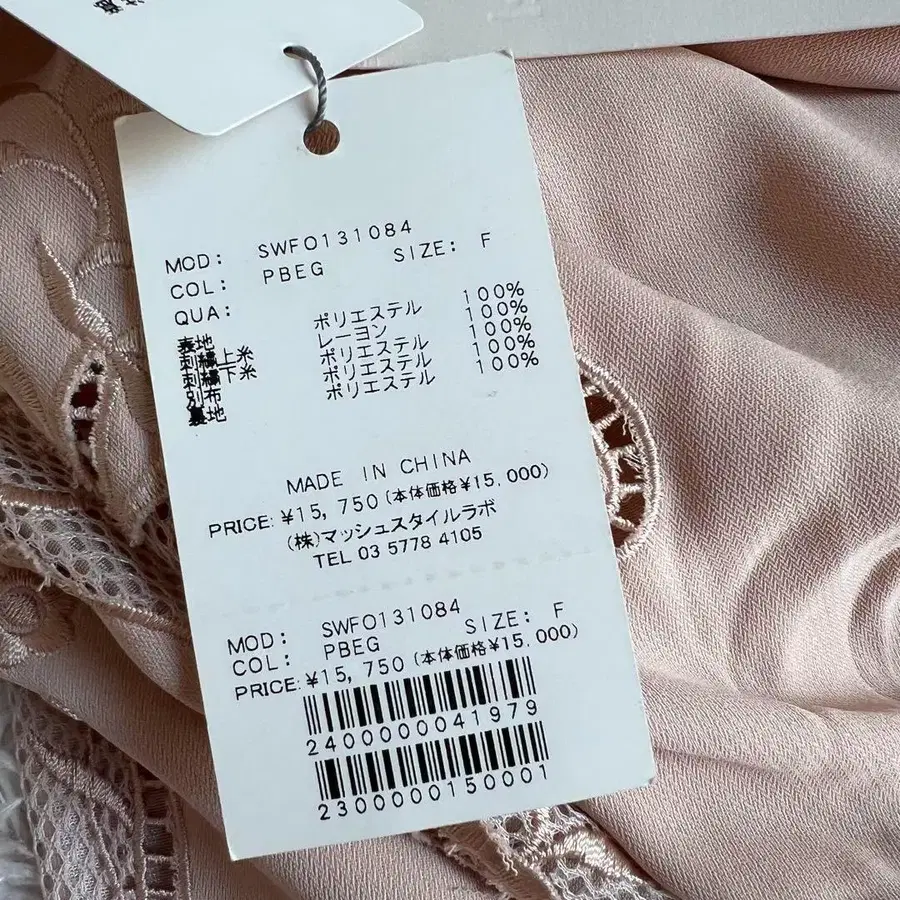 MOD: SWFO131084
COL: PBEG SIZE: F
QUA:
表地 ポリエステル 100%
刺繍上糸 レーヨン 100%
刺繍下糸 ポリエステル 100%
別布 ポリエステル 100%
裏地 ポリエステル 100%
MADE IN CHINA
PRICE: ¥15,750 (本体価格¥15,000)
(株)マッシュスタイルラボ
TEL 03 5778 4105
MOD: SWFO131084
COL: PBEG SIZE: F
PRICE: ¥15,750 (本体価格¥15,000)
2400000041979
2300000150001